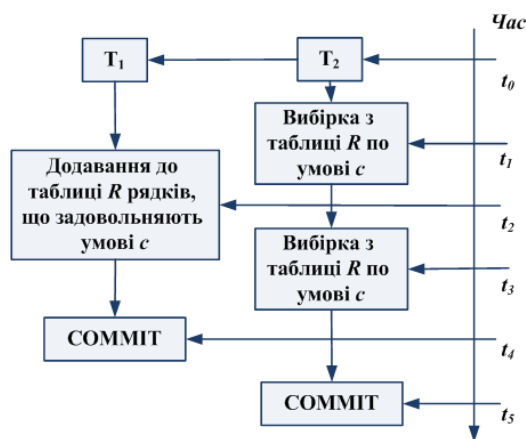 Час
T₁
T₂
t₀
Вибірка з
таблиці R по
умові с
t₁
Додавання до
таблиці R рядків,
що задовольняють
умові с
t₂
Вибірка з
таблиці R по
умові с
t₃
COMMIT
t₄
COMMIT
t₅